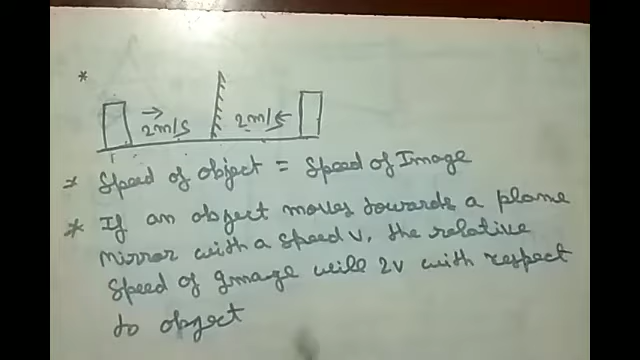 *
2m/s 2m/s
* Speed of object = Speed of Image
* If an object moves towards a plane
mirror with a speed v, the relative
speed of gmage will 2v with respect
to object